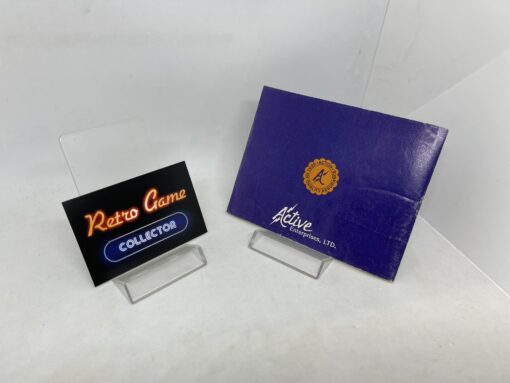 Retro Game
COLLECTOR
A
Active
Enterprises, LTD.